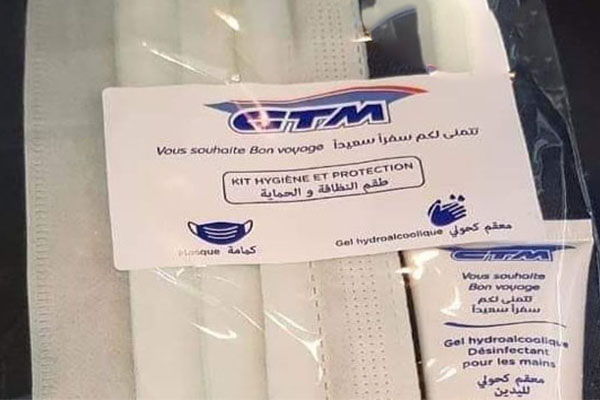 CTM
Vous souhaite Bon voyage تتمنى لكم سفرا سعيداً
KIT HYGIÈNE ET PROTECTION
طقم النظافة و الحماية
Masque كمامة
Gel hydroalcoolique معقم كحولي
CTM
Vous souhaite
Bon voyage
تتمنى لكم
سفراً سعيداً
Gel hydroalcoolique
Désinfectant
pour les mains
معقم كحولي
لليدين